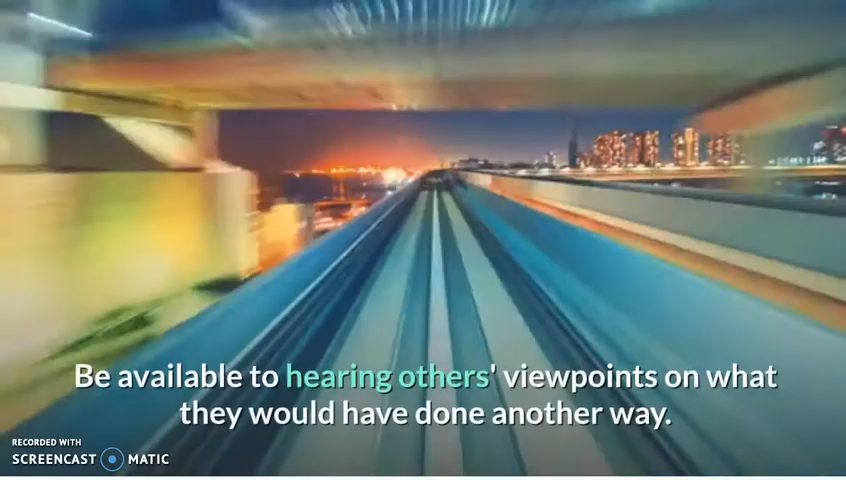 Be available to hearing others' viewpoints on what
they would have done another way.
RECORDED WITH
SCREENCAST MATIC